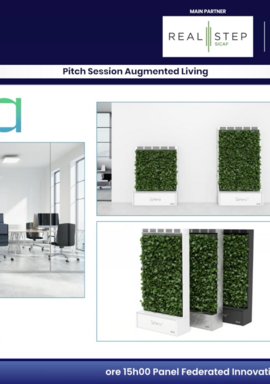 MAIN PARTNER
REAL STEP
SICAF
Pitch Session Augmented Living
a
ore 15h00 Panel Federated Innovati